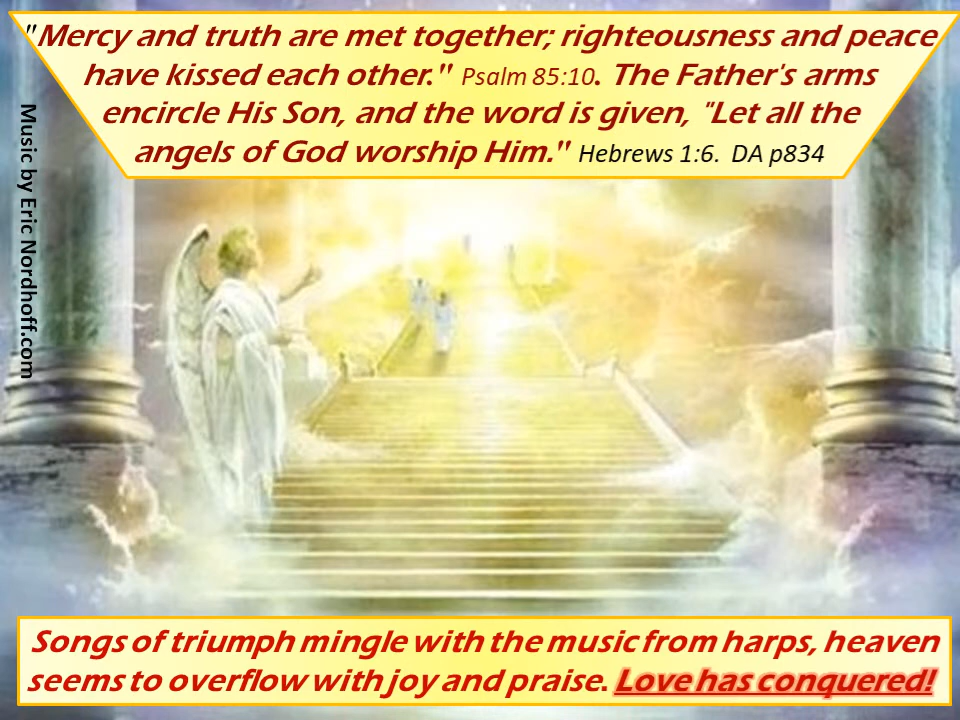 "Mercy and truth are met together; righteousness and peace
have kissed each other." Psalm 85:10. The Father's arms
encircle His Son, and the word is given, "Let all the
angels of God worship Him." Hebrews 1:6. DA p834
Music by Eric Nordhoff.com
Songs of triumph mingle with the music from harps, heaven
seems to overflow with joy and praise. Love has conquered!